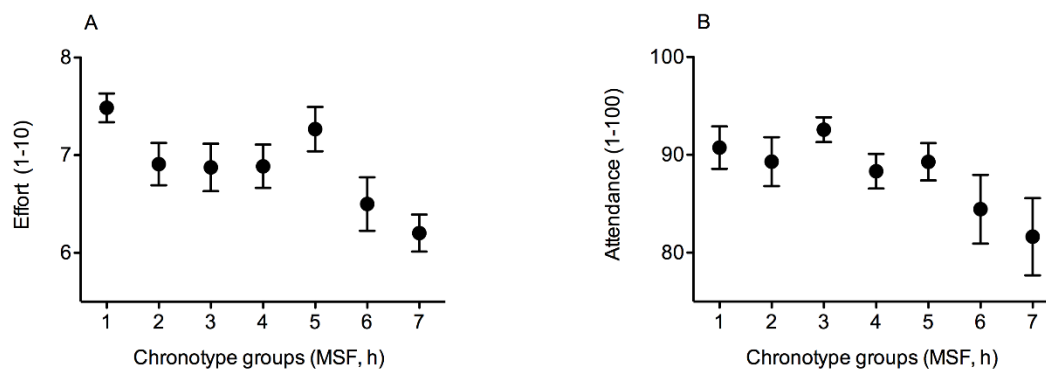 A
Effort (1-10)
8
7
6
1 2 3 4 5 6 7
Chronotype groups (MSF, h)
B
Attendance (1-100)
100
90
80
1 2 3 4 5 6 7
Chronotype groups (MSF, h)